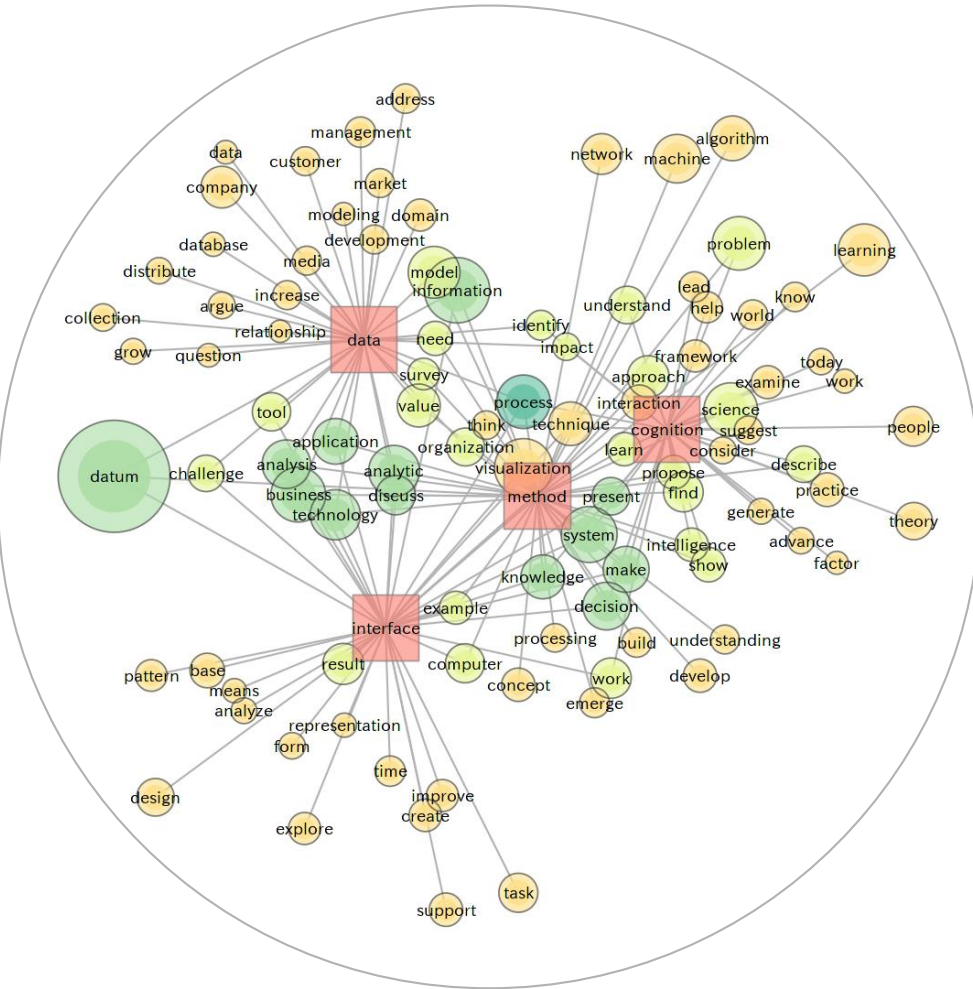 address
management
data
customer
company
market
modeling
domain
database
development
media
distribute
increase
argue
collection
relationship
grow
question
data
model
information
need
survey
value
identify
impact
network
machine
algorithm
problem
learning
understand
lead
help
world
know
framework
approach
today
examine
work
interaction
science
cognition
suggest
people
consider
learn
describe
propose
find
practice
generate
theory
advance
factor
process
think
technique
organization
visualization
method
present
tool
application
analysis
analytic
business
discuss
technology
datum
challenge
system
intelligence
show
make
knowledge
decision
interface
example
processing
build
understanding
result
computer
concept
work
develop
emerge
pattern
base
means
analyze
representation
form
time
design
explore
improve
create
task
support